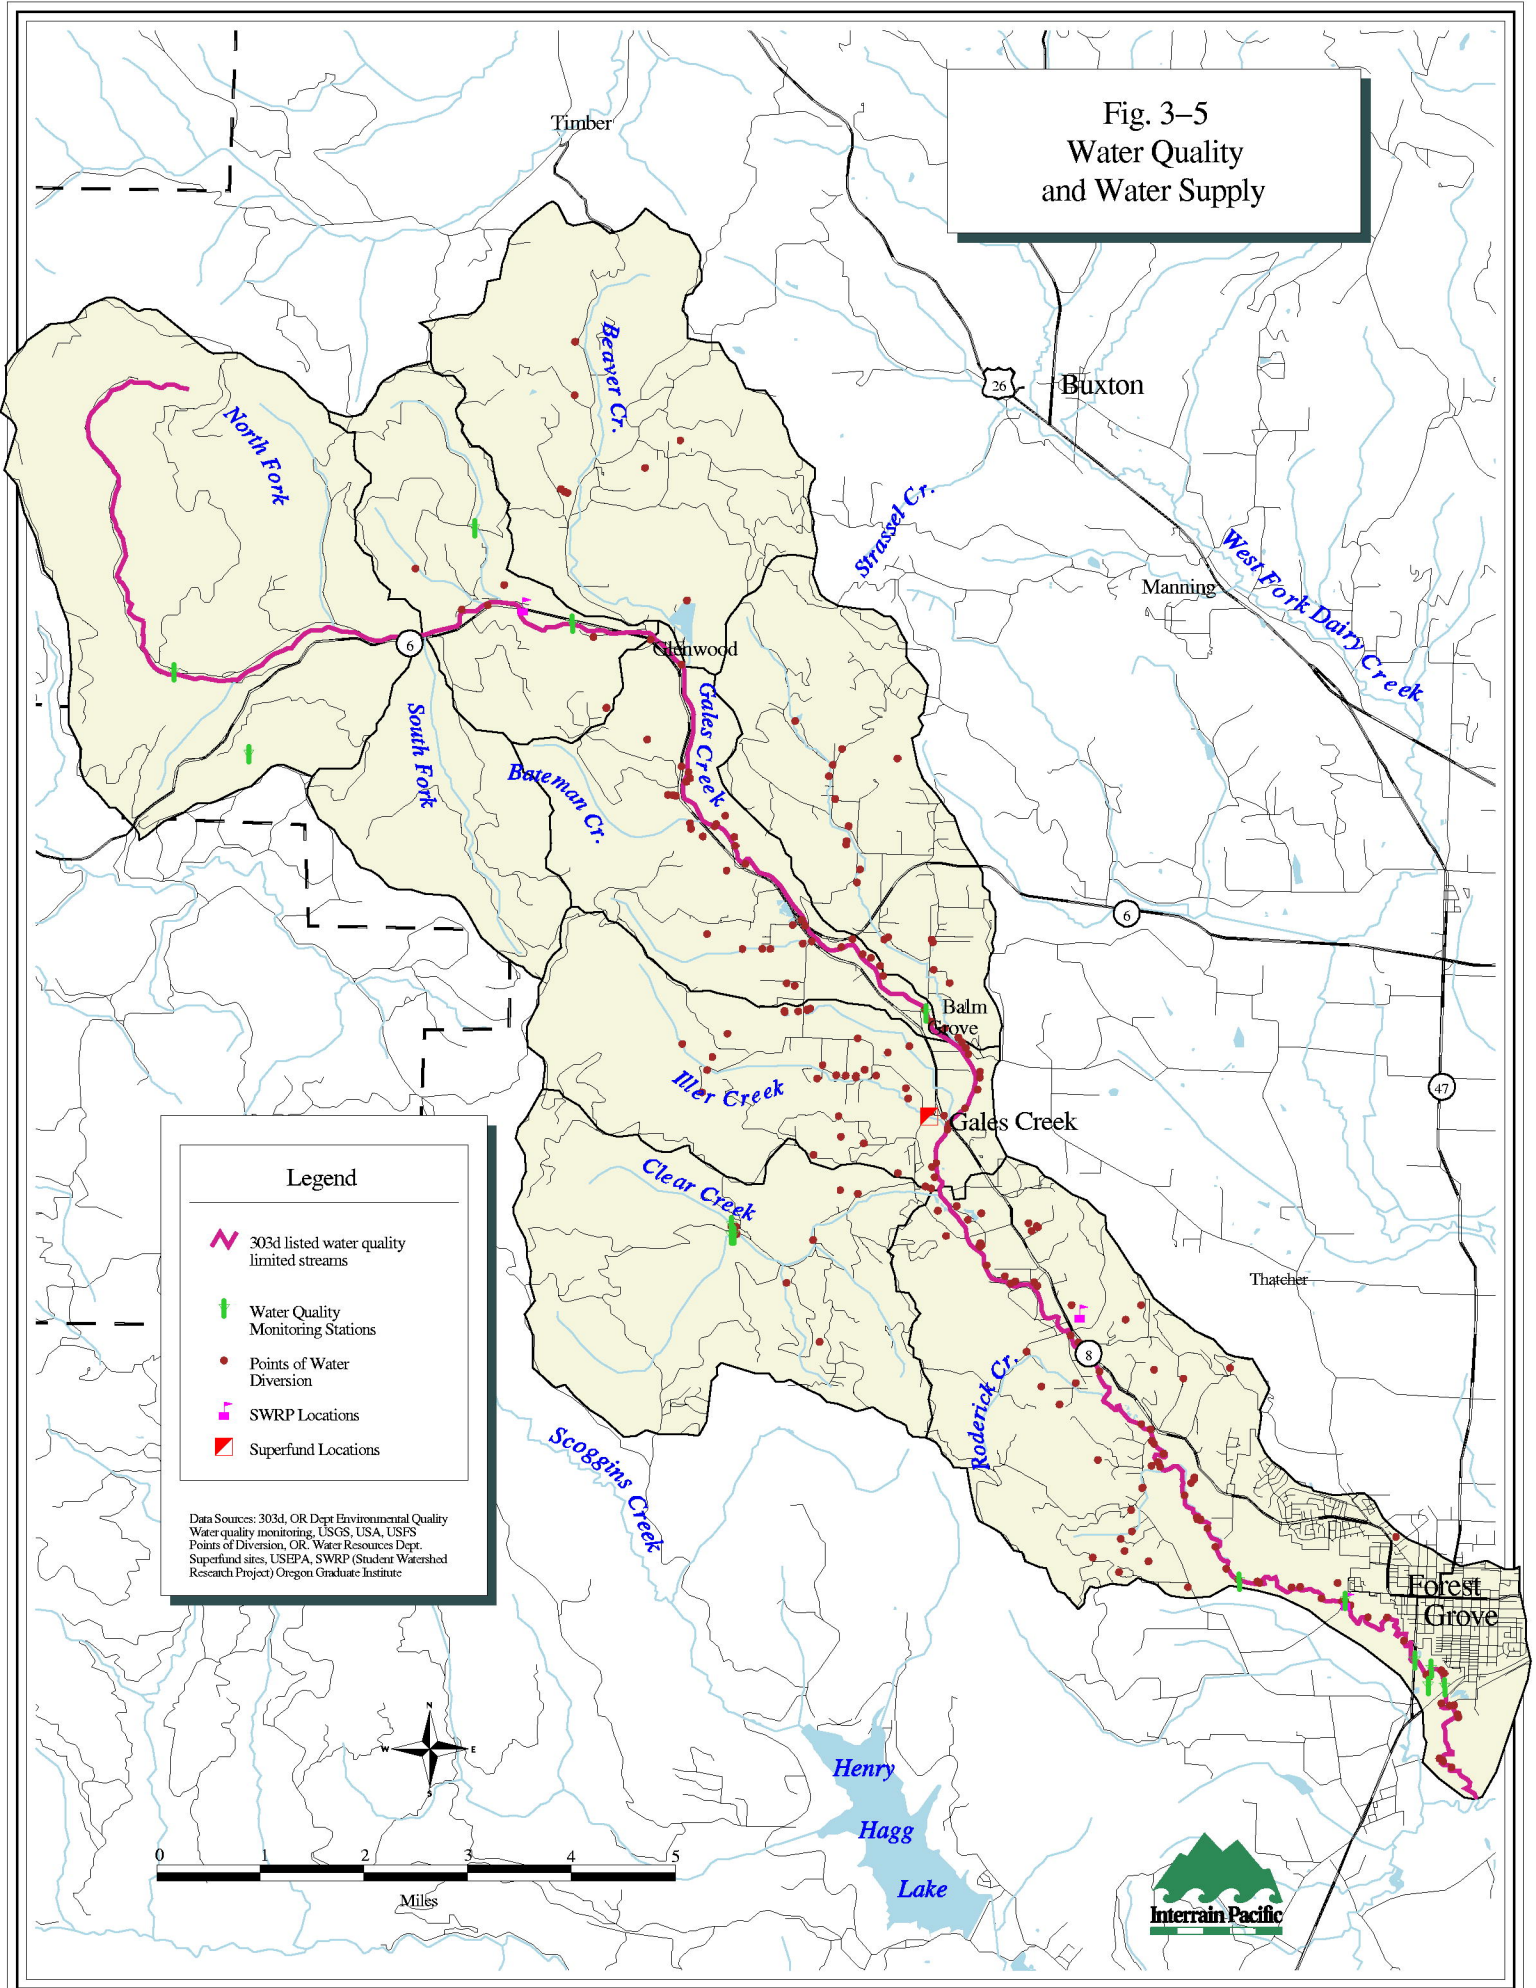 Fig. 3–5
Water Quality
and Water Supply
Timber
Beaver Cr.
North Fork
26
Buxton
Strassel Cr.
West Fork Dairy Creek
Manning
6
Glenwood
Gales Creek
South Fork
Bateman Cr.
6
Balm
Grove
47
Iller Creek
Gales Creek
Clear Creek
Thatcher
8
Roderick Cr.
Scoggins Creek
Forest
Grove
Legend
303d listed water quality
limited streams
Water Quality
Monitoring Stations
Points of Water
Diversion
SWRP Locations
Superfund Locations
Data Sources: 303d, OR Dept Environmental Quality
Water quality monitoring, USGS, USA, USFS
Points of Diversion, OR. Water Resources Dept.
Superfund sites, USEPA, SWRP (Student Watershed
Research Project) Oregon Graduate Institute
N
W E
S
Henry
Hagg
Lake
0 1 2 3 4 5
Miles
Interrain Pacific